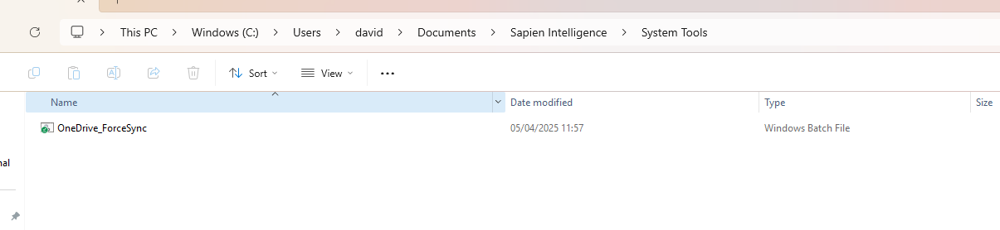 This PC > Windows (C:) > Users > david > Documents > Sapien Intelligence > System Tools
Sort View ...
Name Date modified Type Size
OneDrive_ForceSync 05/04/2025 11:57 Windows Batch File